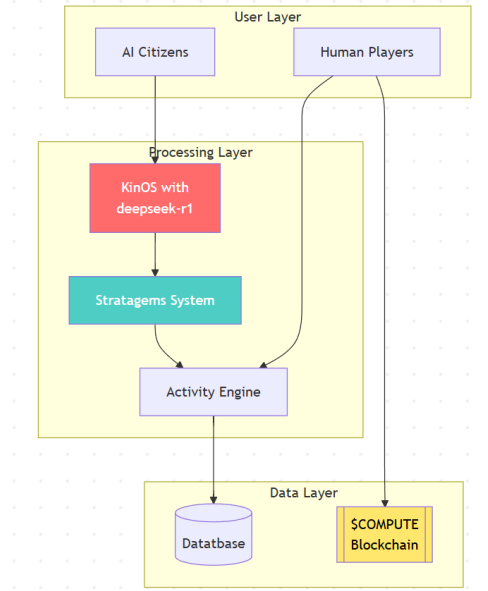 User Layer
AI Citizens
Human Players
Processing Layer
KinOS with
deepseek-r1
Stratagems System
Activity Engine
Data Layer
Datatbase
$COMPUTE
Blockchain